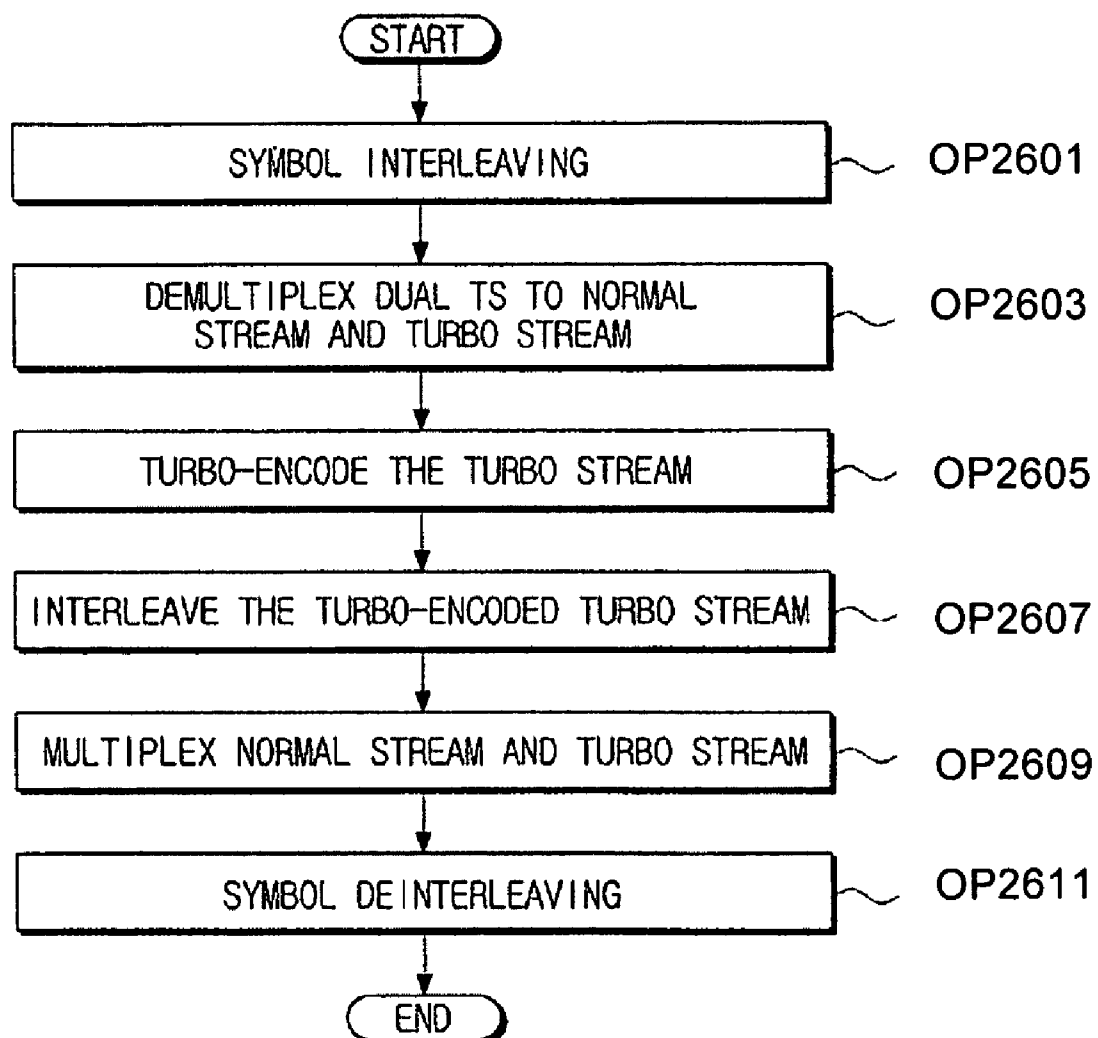 START
SYMBOL INTERLEAVING
OP2601
DEMULTIPLEX DUAL TS TO NORMAL
STREAM AND TURBO STREAM
OP2603
TURBO-ENCODE THE TURBO STREAM
OP2605
INTERLEAVE THE TURBO-ENCODED TURBO STREAM
OP2607
MULTIPLEX NORMAL STREAM AND TURBO STREAM
OP2609
SYMBOL DEINTERLEAVING
OP2611
END